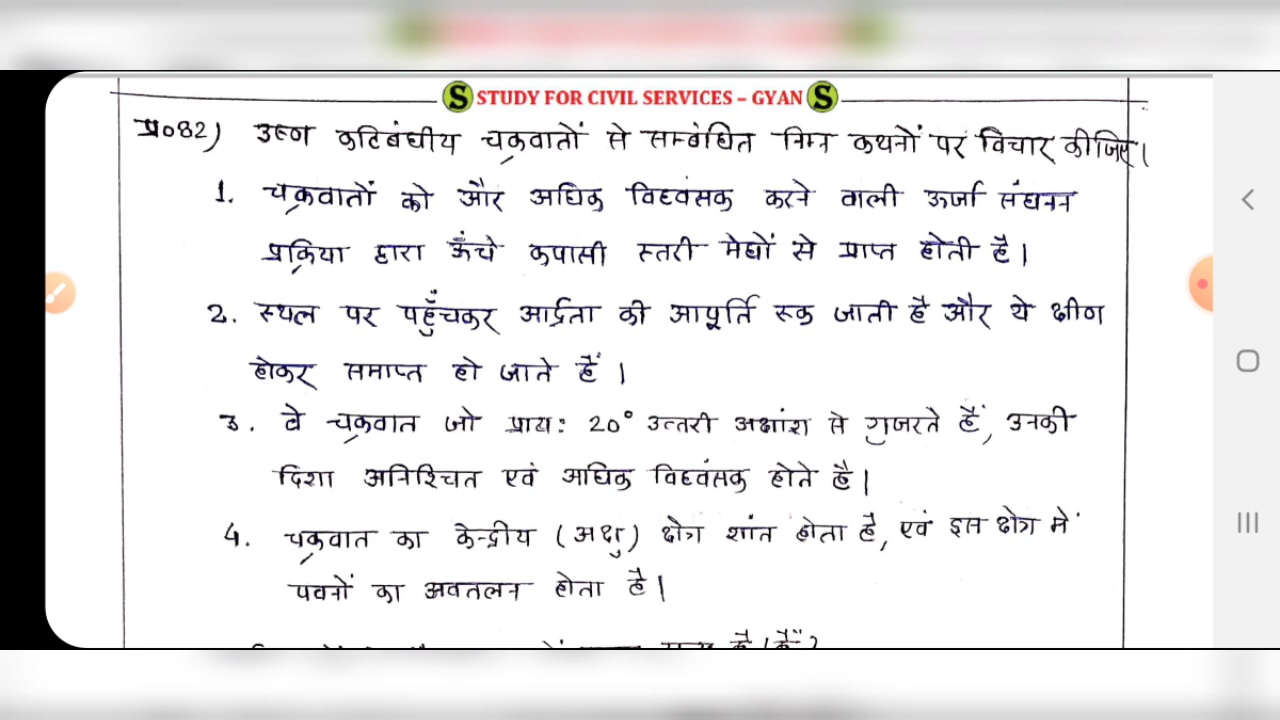 STUDY FOR CIVIL SERVICES – GYAN
प्र०82) उष्ण कटिबंधीय चक्रवातों से सम्बंधित निम्न कथनों पर विचार कीजिए।
1. चक्रवातों को और अधिक विध्वंसक करने वाली ऊर्जा संघनन
प्रक्रिया द्वारा ऊँचे कपासी स्तरी मेघों से प्राप्त होती है।
2. स्थल पर पहुँचकर आर्द्रता की आपूर्ति रूक जाती है और ये क्षीण
होकर समाप्त हो जाते हैं।
3. वे चक्रवात जो प्रायः 20° उत्तरी अक्षांश से गुजरते हैं, उनकी
दिशा अनिश्चित एवं अधिक विध्वंसक होते है।
4. चक्रवात का केन्द्रीय (अक्षु) क्षेत्र शांत होता है, एवं इस क्षेत्र में
पवनों का अवतलन होता है।